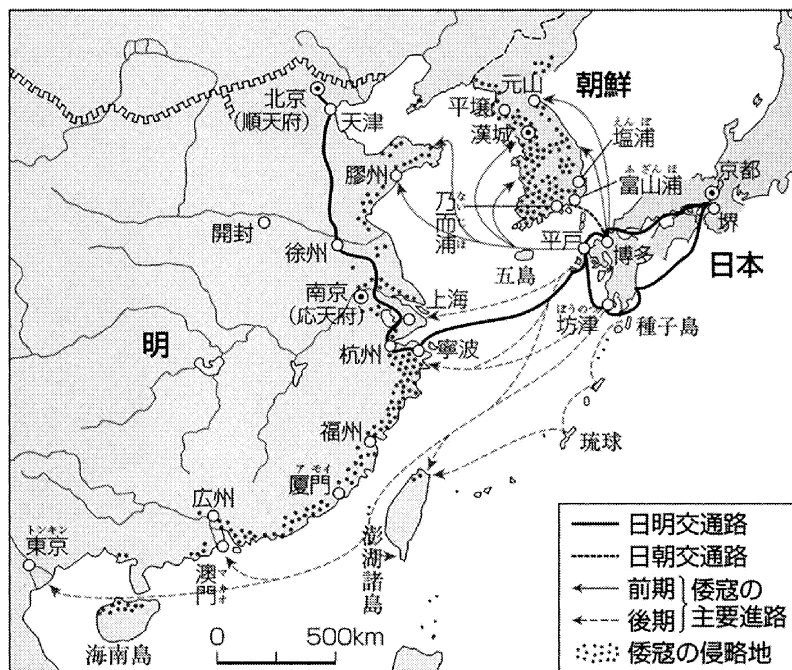 元山
朝鮮
北京
(順天府)
天津
平壌
漢城
えんぽ
塩浦
京都
膠州
ふざんほ
富山浦
乃而浦
ないじほ
堺
開封
徐州
平戸
博多
日本
五島
南京
(応天府)
上海
ぼうのつ
坊津
種子島
明
杭州
寧波
福州
琉球
アモイ
厦門
広州
トンキン
東京
澳門
マカオ
澎湖諸島
海南島
0 500km
日明交通路
日朝交通路
前期
後期
倭寇の
主要進路
倭寇の侵略地